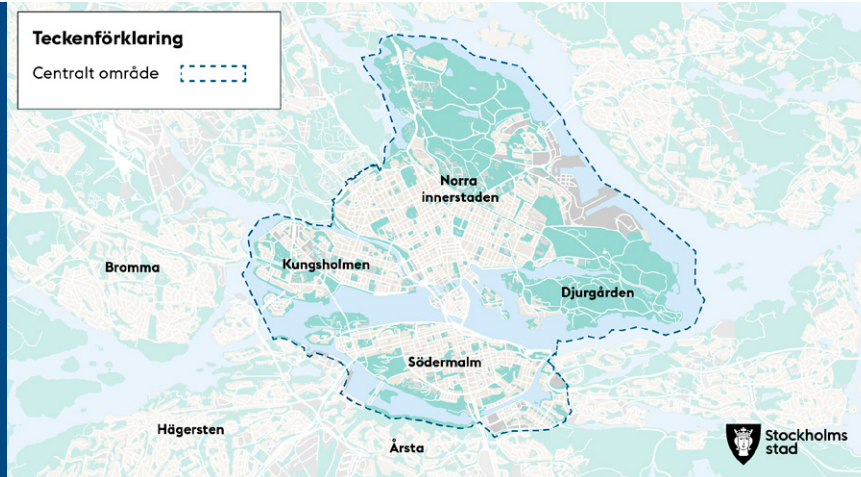 Teckenförklaring
Centralt område
Norra
innerstaden
Bromma
Kungsholmen
Djurgården
Södermalm
Hägersten
Årsta
Stockholms
stad